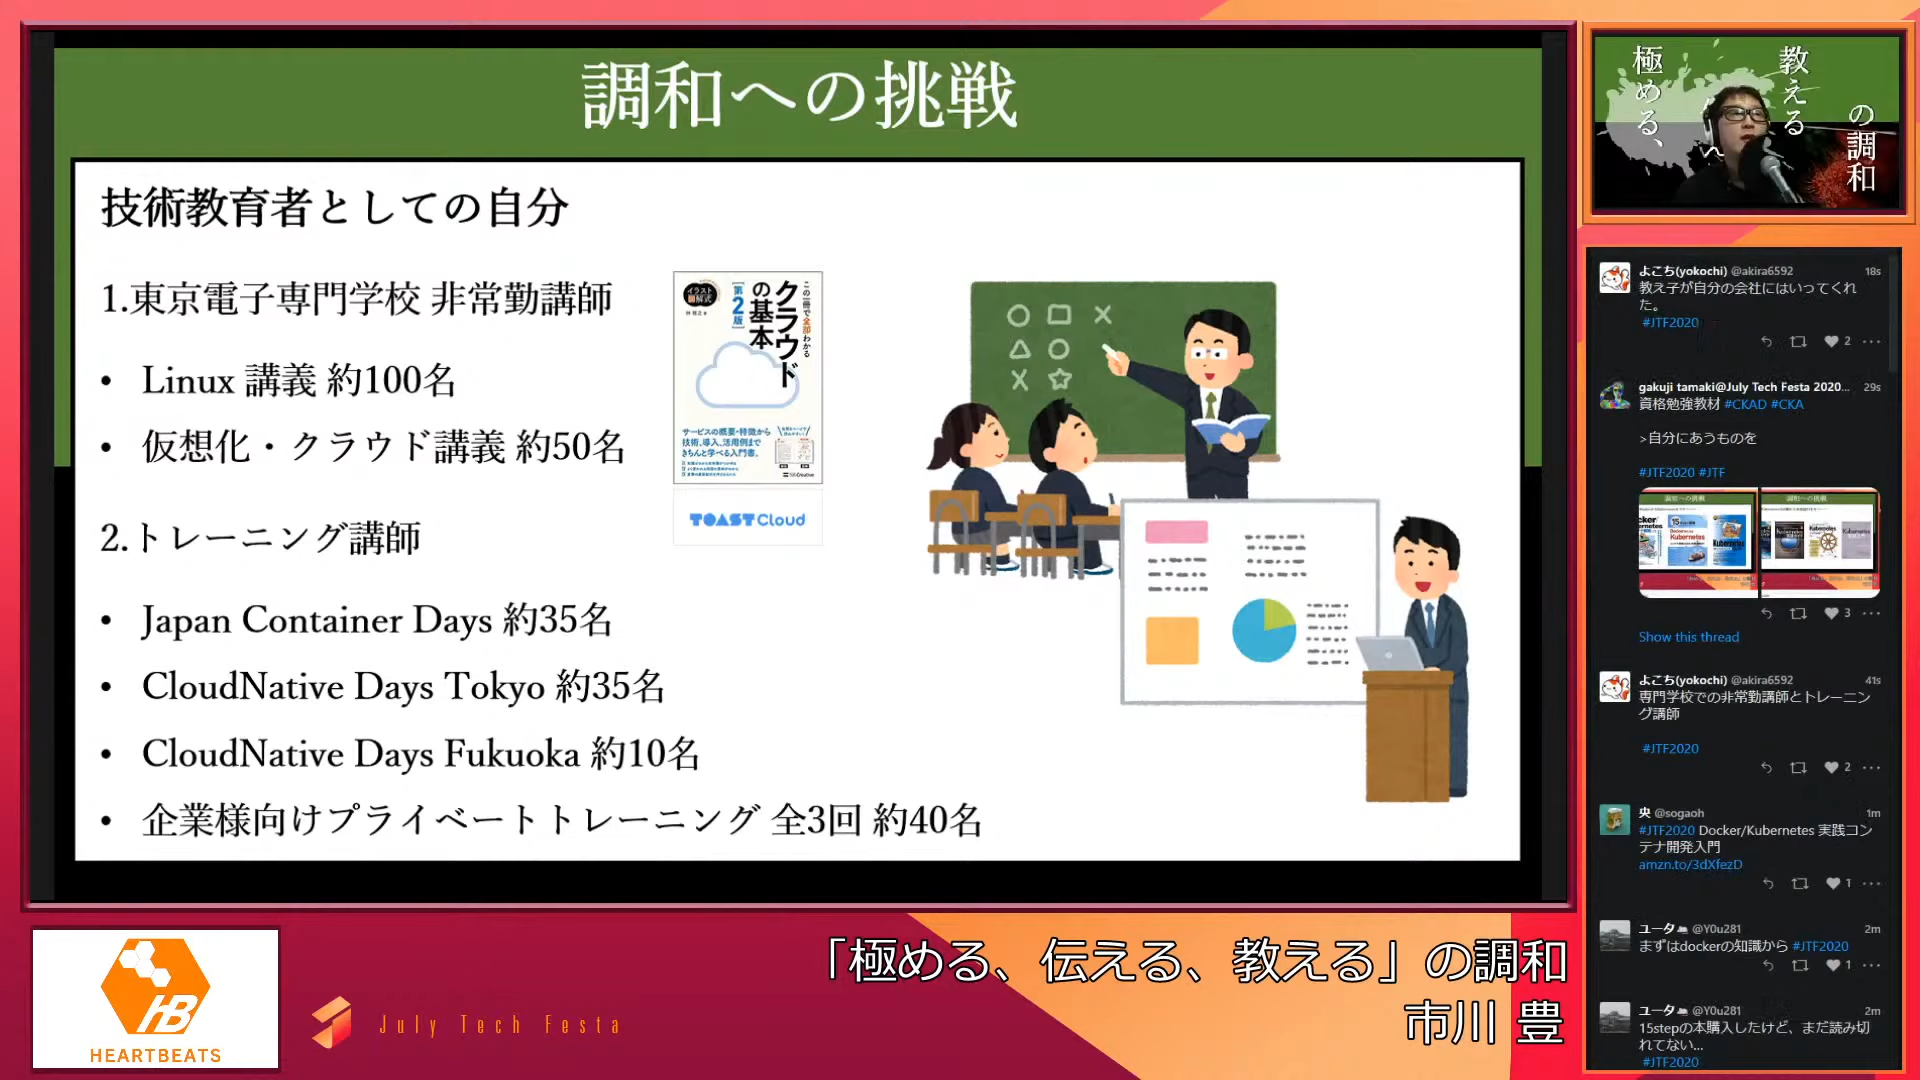 調和への挑戦
技術教育者としての自分
1.東京電子専門学校 非常勤講師
• Linux 講義 約100名
• 仮想化・クラウド講義 約50名
2.トレーニング講師
• Japan Container Days 約35名
• CloudNative Days Tokyo 約35名
• CloudNative Days Fukuoka 約10名
• 企業様向けプライベートトレーニング 全3回 約40名
イラスト図解式
この一冊で全部わかる
クラウド
の基本
[第2版]
サービスの概要・特徴から
技術、導入、活用例まで
きちんと学べる入門書。
TOAST Cloud
極める、
教える
の調和
よこち(yokochi) @akira6592 18s
教え子が自分の会社にはいってくれ
た。
#JTF2020
2
gakuji tamaki@July Tech Festa 2020... 29s
資格勉強教材 #CKAD #CKA
>自分にあうものを
#JTF2020 #JTF
調和への挑戦
Kubernetes
3
Show this thread
よこち(yokochi) @akira6592 41s
専門学校での非常勤講師とトレーニン
グ講師
#JTF2020
2
央 @sogaoh 1m
#JTF2020 Docker/Kubernetes 実践コン
テナ開発入門
amzn.to/3dXfezD
1
ユータ @Y0u281 2m
まずはdockerの知識から #JTF2020
1
ユータ @Y0u281 2m
15stepの本購入したけど、まだ読み切
れてない...
#JTF2020
「極める、伝える、教える」の調和
市川 豊
HB
HEARTBEATS
July Tech Festa